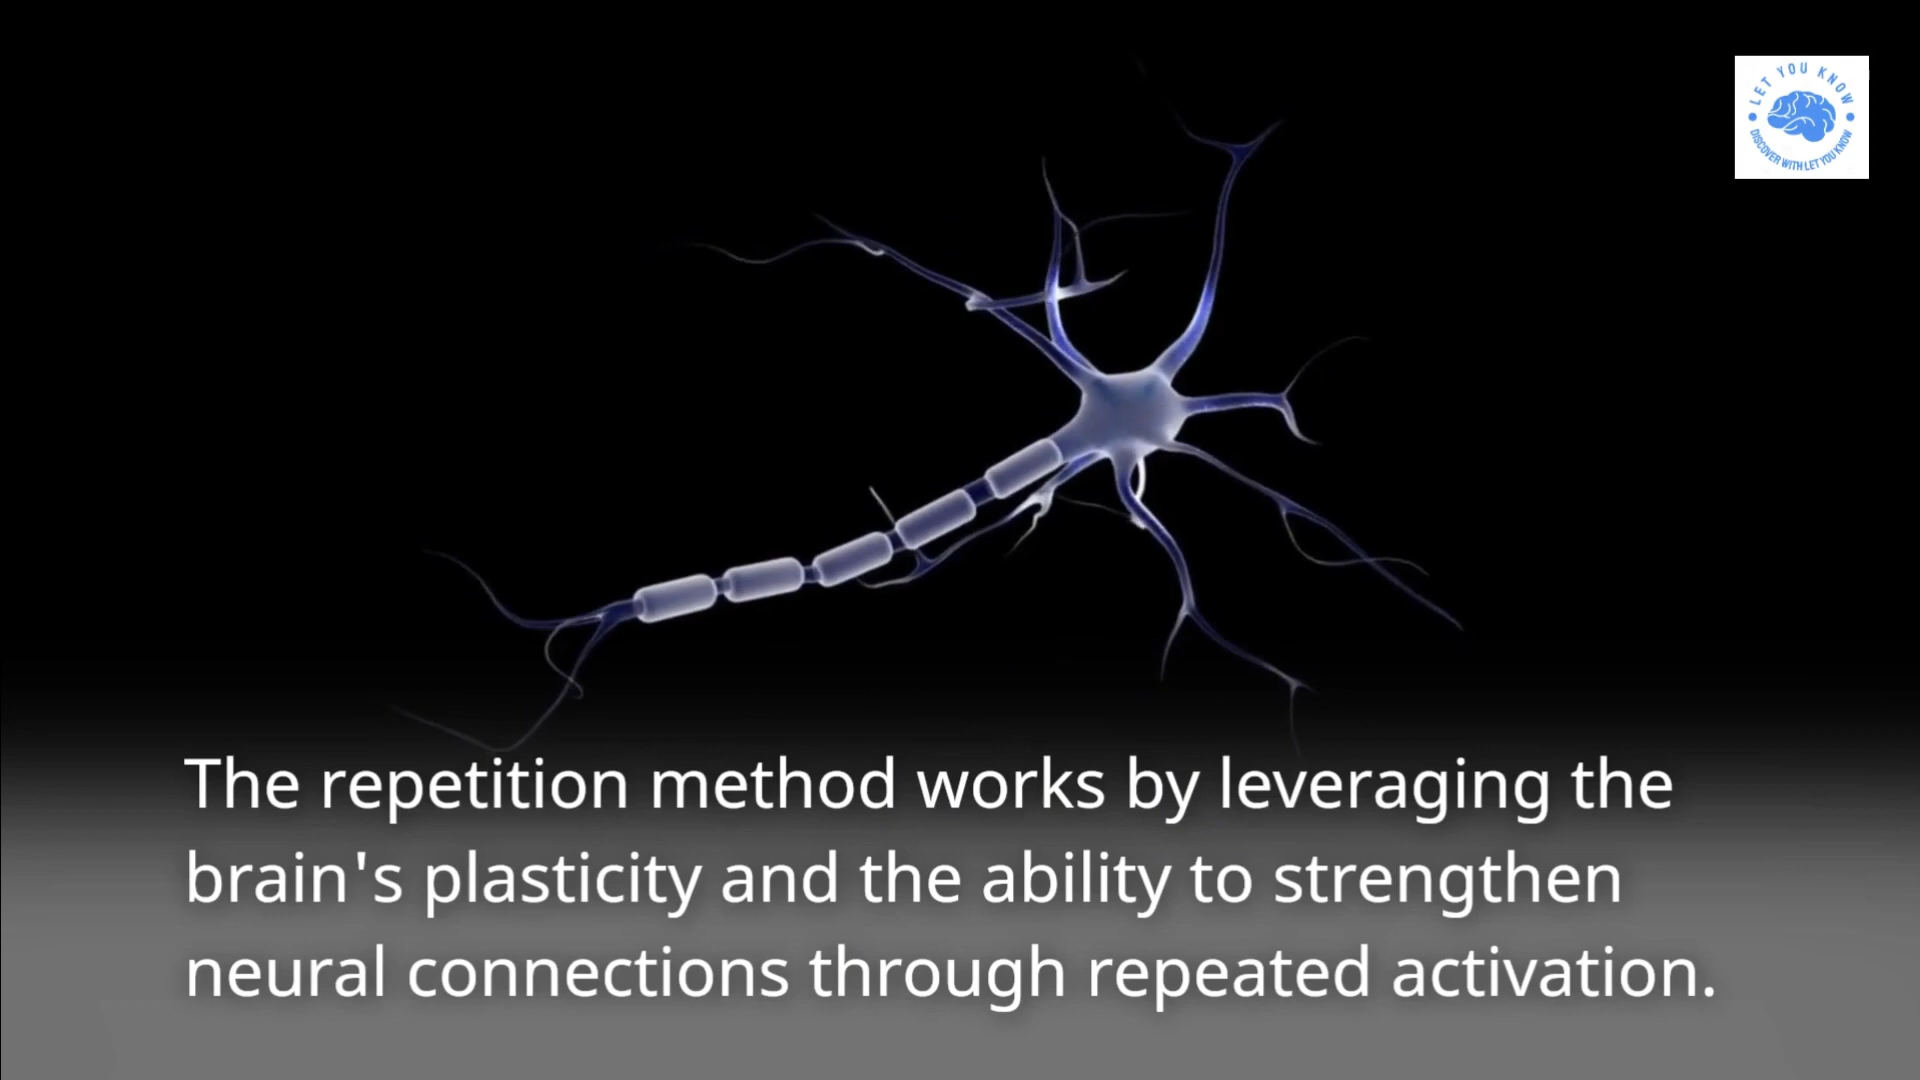 LET YOU KNOW
DISCOVER WITH LET YOU KNOW
The repetition method works by leveraging the
brain's plasticity and the ability to strengthen
neural connections through repeated activation.